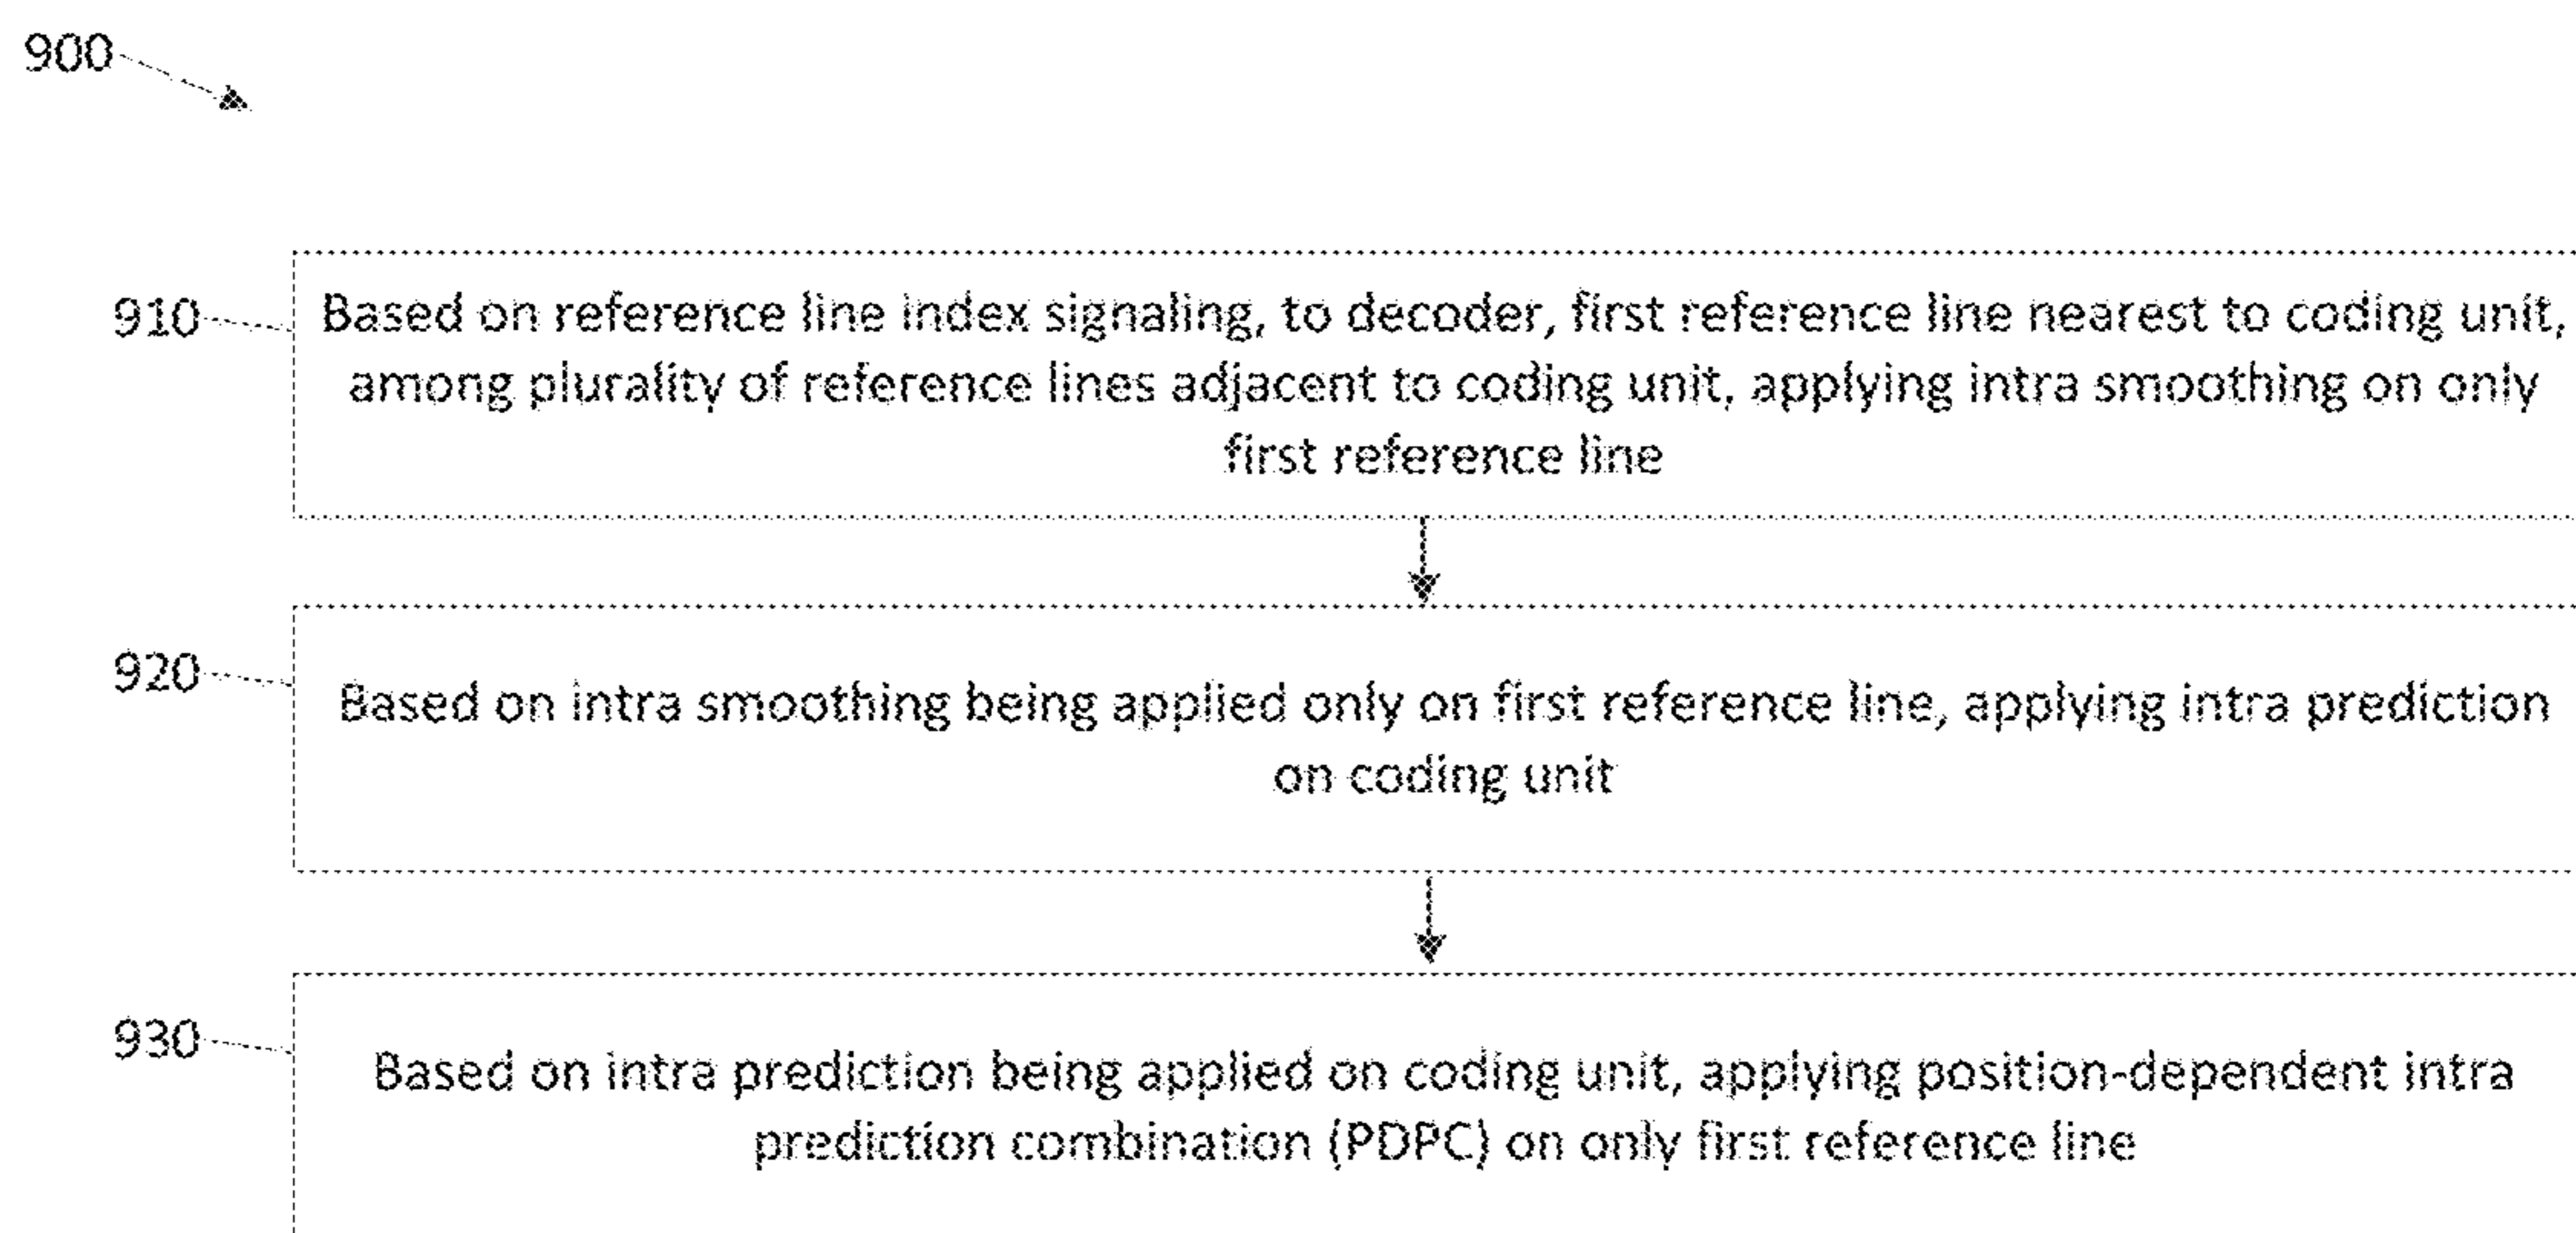 900
910
Based on reference line index signaling, to decoder, first reference line nearest to coding unit,
among plurality of reference lines adjacent to coding unit, applying intra smoothing on only
first reference line
920
Based on intra smoothing being applied only on first reference line, applying intra prediction
on coding unit
930
Based on intra prediction being applied on coding unit, applying position-dependent intra
prediction combination (PDPC) on only first reference line